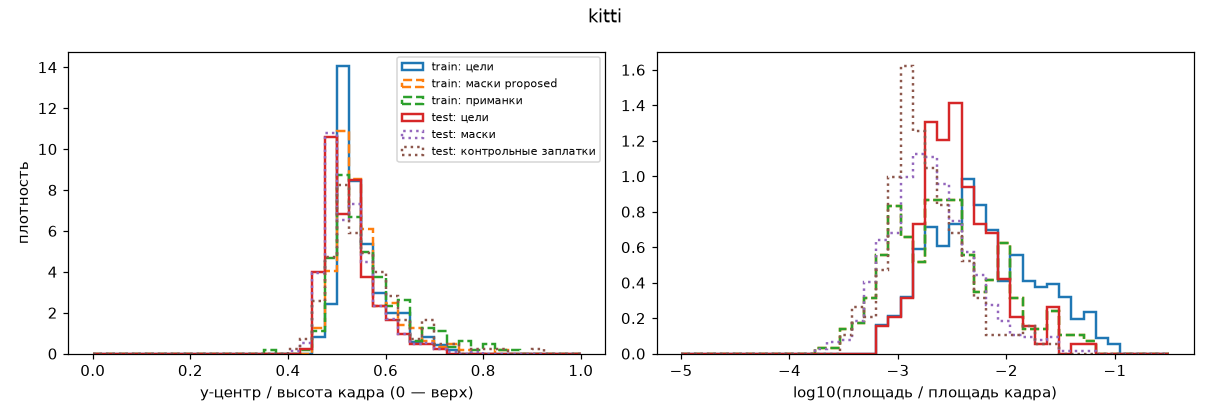 kitti
14
12
10
8
6
4
2
0
плотность
train: цели
train: маски proposed
train: приманки
test: цели
test: маски
test: контрольные заплатки
0.0 0.2 0.4 0.6 0.8 1.0
y-центр / высота кадра (0 — верх)
1.6
1.4
1.2
1.0
0.8
0.6
0.4
0.2
0.0
−5 −4 −3 −2 −1
log10(площадь / площадь кадра)